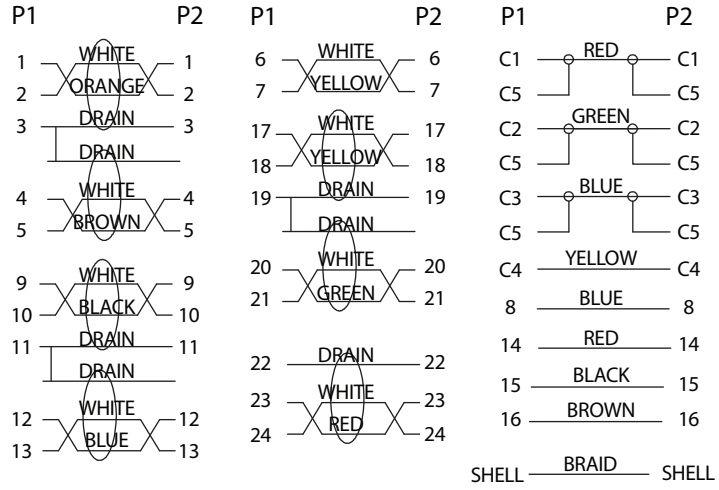 P1 P2
1 WHITE 1
2 ORANGE 2
3 DRAIN 3
DRAIN
4 WHITE 4
5 BROWN 5
9 WHITE 9
10 BLACK 10
11 DRAIN 11
DRAIN
12 WHITE 12
13 BLUE 13
P1 P2
6 WHITE 6
7 YELLOW 7
17 WHITE 17
18 YELLOW 18
19 DRAIN 19
DRAIN
20 WHITE 20
21 GREEN 21
22 DRAIN 22
23 WHITE 23
24 RED 24
P1 P2
C1 RED C1
C5 C5
C2 GREEN C2
C5 C5
C3 BLUE C3
C5 C5
C4 YELLOW C4
8 BLUE 8
14 RED 14
15 BLACK 15
16 BROWN 16
SHELL BRAID SHELL